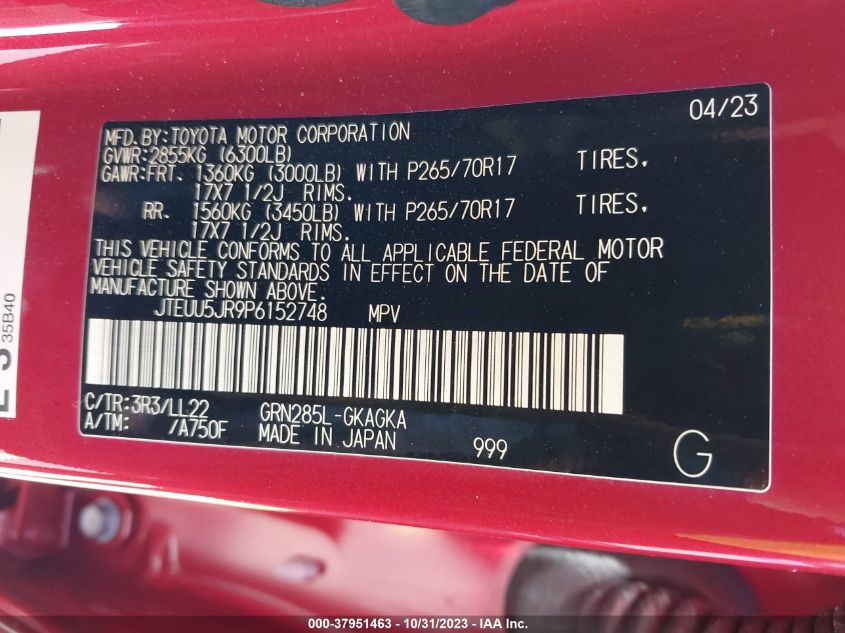 04/23
MFD.BY:TOYOTA MOTOR CORPORATION
GVWR:2855KG (6300LB)
GAWR:FRT. 1360KG (3000LB) WITH P265/70R17 TIRES,
17X7 1/2J RIMS.
RR. 1560KG (3450LB) WITH P265/70R17 TIRES,
17X7 1/2J RIMS.
THIS VEHICLE CONFORMS TO ALL APPLICABLE FEDERAL MOTOR
VEHICLE SAFETY STANDARDS IN EFFECT ON THE DATE OF
MANUFACTURE SHOWN ABOVE.
JTEUU5JR9P6152748 MPV
C/TR:3R3/LL22 GRN285L-GKAGKA
A/TM: /A750F MADE IN JAPAN 999
G
35B40
000-37951463 - 10/31/2023 - IAA Inc.